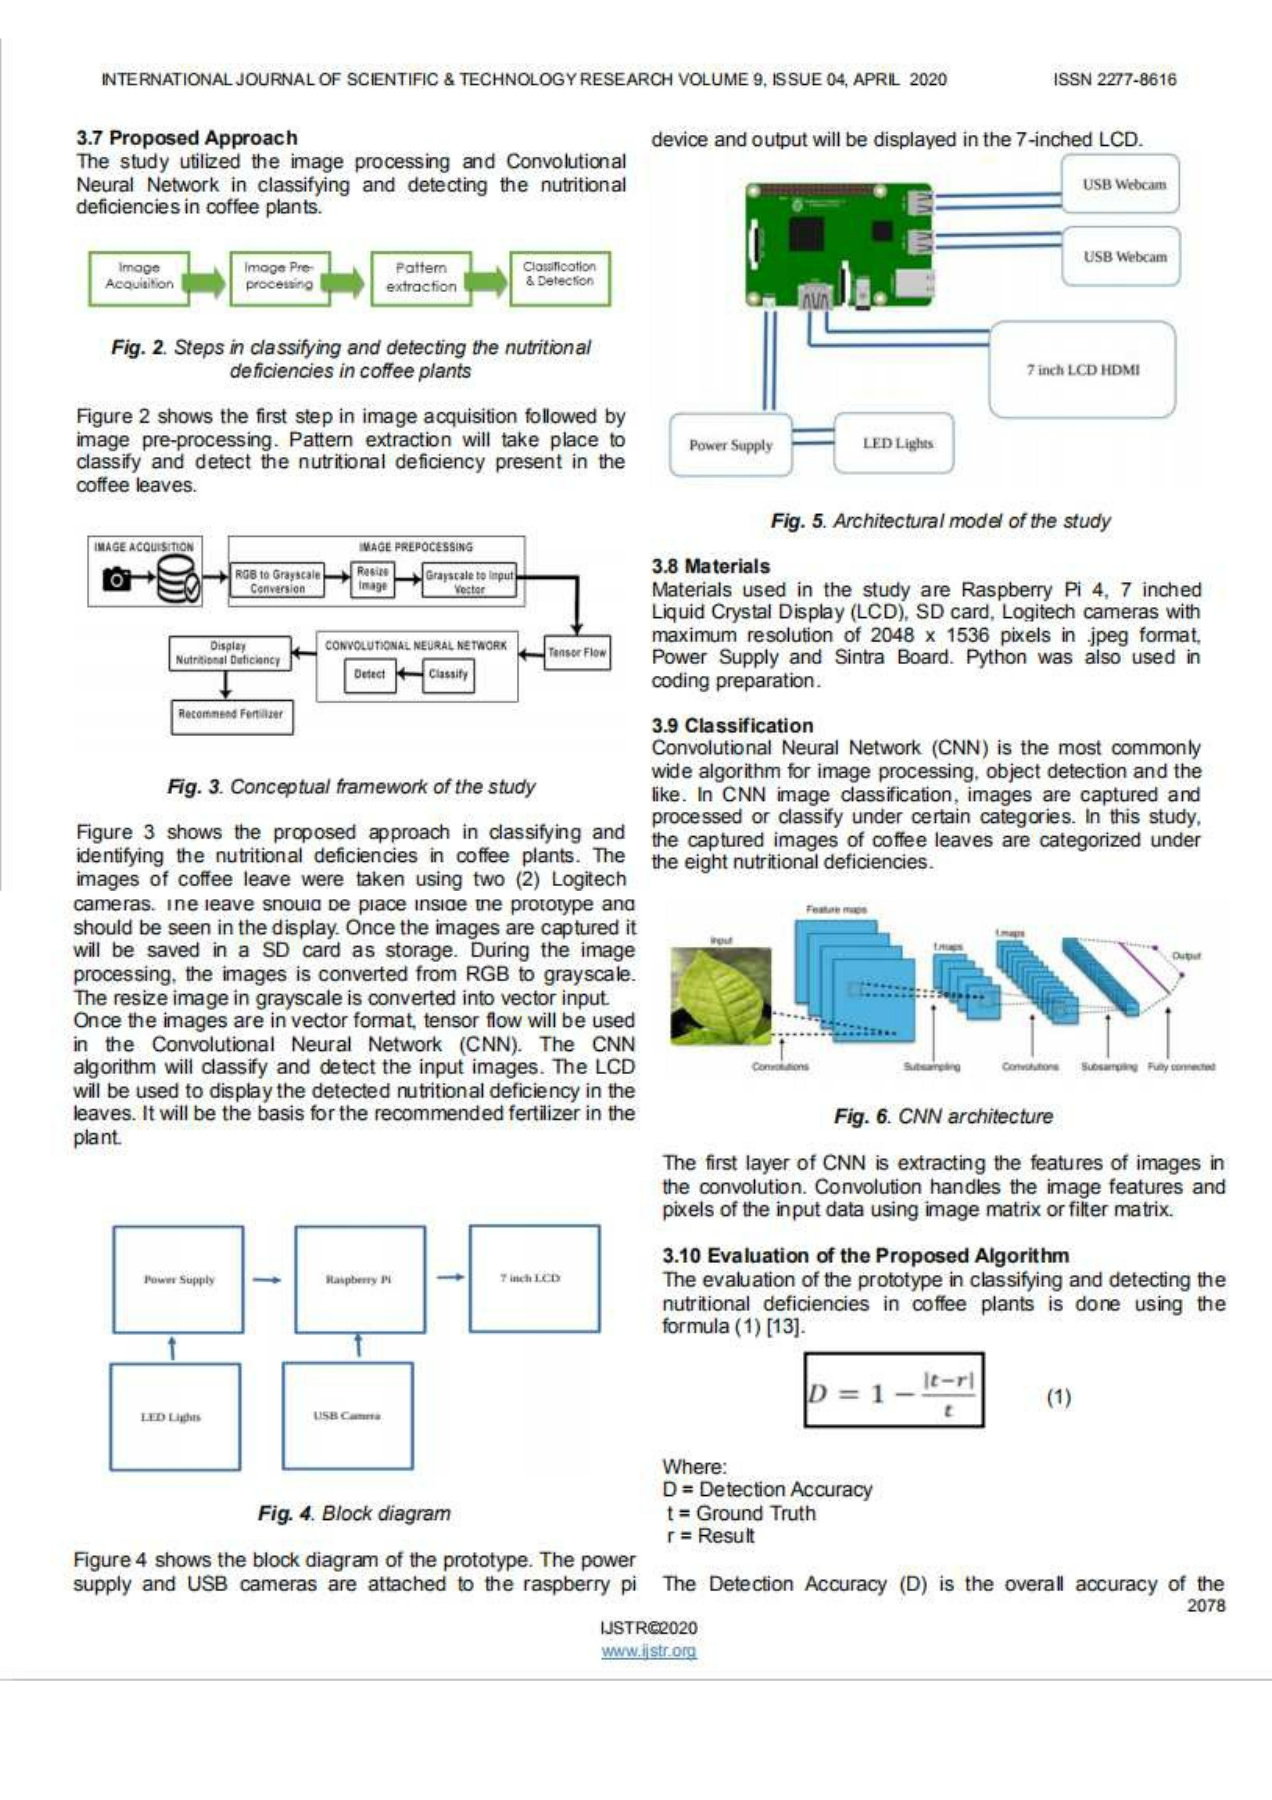 INTERNATIONAL JOURNAL OF SCIENTIFIC & TECHNOLOGY RESEARCH VOLUME 9, ISSUE 04, APRIL 2020
ISSN 2277-8616
3.7 Proposed Approach
The study utilized the image processing and Convolutional
Neural Network in classifying and detecting the nutritional
deficiencies in coffee plants.
Image
Acquisition
Image Pre-
processing
Pattern
extraction
Classification
& Detection
Fig. 2. Steps in classifying and detecting the nutritional
deficiencies in coffee plants
Figure 2 shows the first step in image acquisition followed by
image pre-processing. Pattern extraction will take place to
classify and detect the nutritional deficiency present in the
coffee leaves.
IMAGE ACQUISITION
IMAGE PREPOCESSING
RGB to Grayscale
Conversion
Resize
Image
Grayscale to Input
Vector
Display
Nutritional Deficiency
CONVOLUTIONAL NEURAL NETWORK
Detect
Classify
Tensor Flow
Recommend Fertilizer
Fig. 3. Conceptual framework of the study
Figure 3 shows the proposed approach in classifying and
identifying the nutritional deficiencies in coffee plants. The
images of coffee leave were taken using two (2) Logitech
cameras. The leave should be place inside the prototype and
should be seen in the display. Once the images are captured it
will be saved in a SD card as storage. During the image
processing, the images is converted from RGB to grayscale.
The resize image in grayscale is converted into vector input.
Once the images are in vector format, tensor flow will be used
in the Convolutional Neural Network (CNN). The CNN
algorithm will classify and detect the input images. The LCD
will be used to display the detected nutritional deficiency in the
leaves. It will be the basis for the recommended fertilizer in the
plant.
Power Supply
Raspberry Pi
7 inch LCD
LED Lights
USB Camera
Fig. 4. Block diagram
Figure 4 shows the block diagram of the prototype. The power
supply and USB cameras are attached to the raspberry pi
device and output will be displayed in the 7-inched LCD.
USB Webcam
USB Webcam
7 inch LCD HDMI
Power Supply
LED Lights
Fig. 5. Architectural model of the study
3.8 Materials
Materials used in the study are Raspberry Pi 4, 7 inched
Liquid Crystal Display (LCD), SD card, Logitech cameras with
maximum resolution of 2048 x 1536 pixels in .jpeg format,
Power Supply and Sintra Board. Python was also used in
coding preparation.
3.9 Classification
Convolutional Neural Network (CNN) is the most commonly
wide algorithm for image processing, object detection and the
like. In CNN image classification, images are captured and
processed or classify under certain categories. In this study,
the captured images of coffee leaves are categorized under
the eight nutritional deficiencies.
Feature maps
Input
f.maps
f.maps
Output
Convolutions
Subsampling
Convolutions
Subsampling
Fully connected
Fig. 6. CNN architecture
The first layer of CNN is extracting the features of images in
the convolution. Convolution handles the image features and
pixels of the input data using image matrix or filter matrix.
3.10 Evaluation of the Proposed Algorithm
The evaluation of the prototype in classifying and detecting the
nutritional deficiencies in coffee plants is done using the
formula (1) [13].
D = 1 − |t−r| / t
(1)
Where:
D = Detection Accuracy
t = Ground Truth
r = Result
The Detection Accuracy (D) is the overall accuracy of the
2078
IJSTR©2020
www.ijstr.org